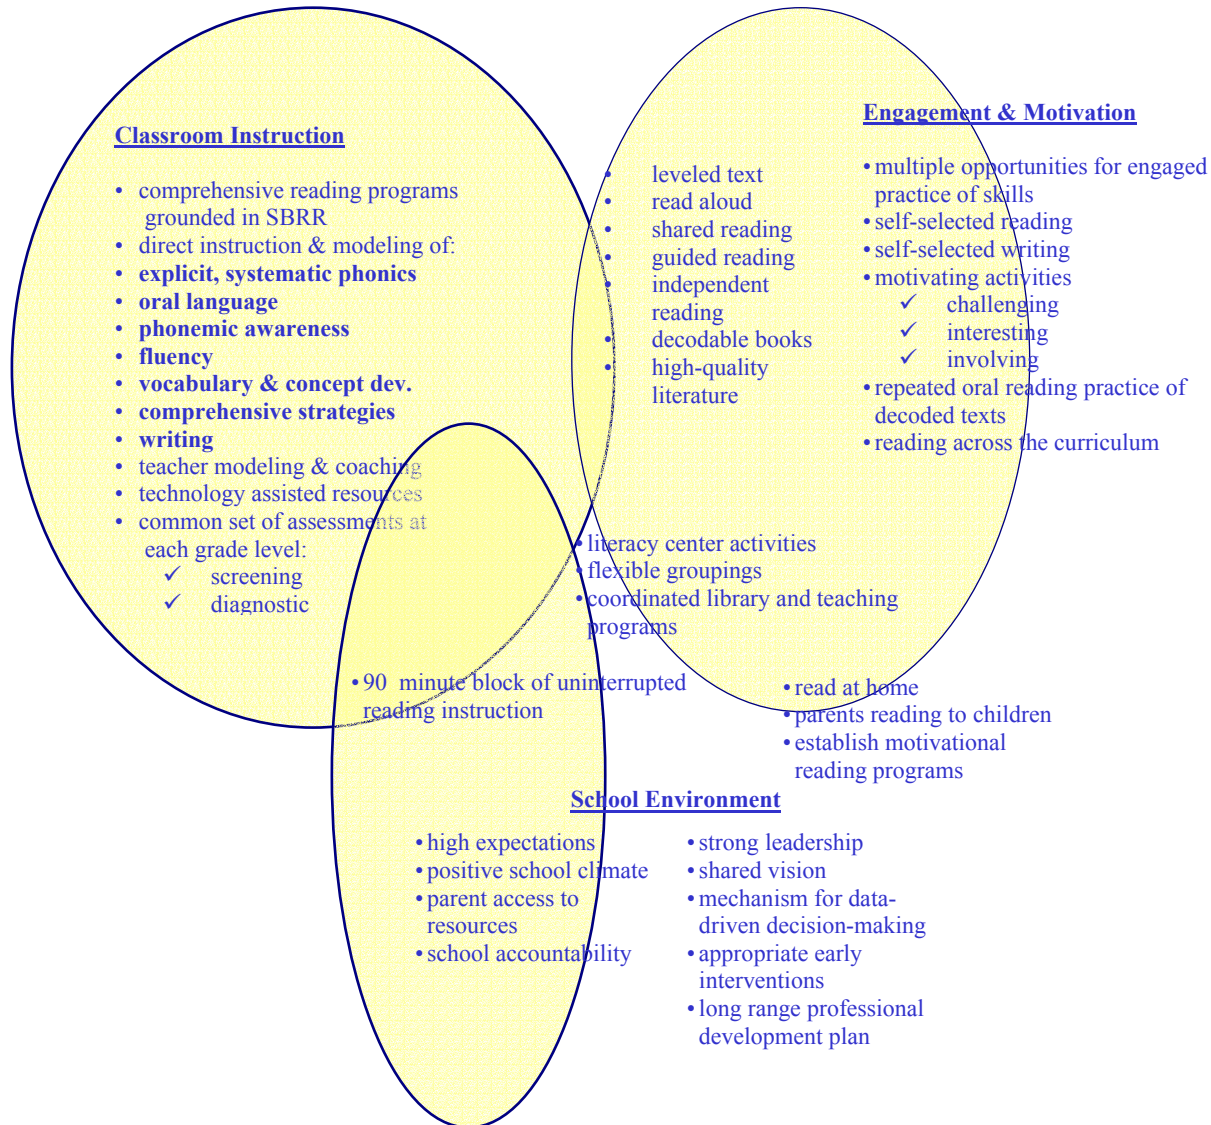 Classroom Instruction
• comprehensive reading programs
grounded in SBRR
• direct instruction & modeling of:
• explicit, systematic phonics
• oral language
• phonemic awareness
• fluency
• vocabulary & concept dev.
• comprehensive strategies
• writing
• teacher modeling & coaching
• technology assisted resources
• common set of assessments at
each grade level:
✓ screening
✓ diagnostic
• leveled text
• read aloud
• shared reading
• guided reading
• independent
reading
• decodable books
• high-quality
literature
Engagement & Motivation
• multiple opportunities for engaged
practice of skills
• self-selected reading
• self-selected writing
• motivating activities
✓ challenging
✓ interesting
✓ involving
• repeated oral reading practice of
decoded texts
• reading across the curriculum
• literacy center activities
• flexible groupings
• coordinated library and teaching
programs
• 90 minute block of uninterrupted
reading instruction
• read at home
• parents reading to children
• establish motivational
reading programs
School Environment
• high expectations
• positive school climate
• parent access to
resources
• school accountability
• strong leadership
• shared vision
• mechanism for data-
driven decision-making
• appropriate early
interventions
• long range professional
development plan